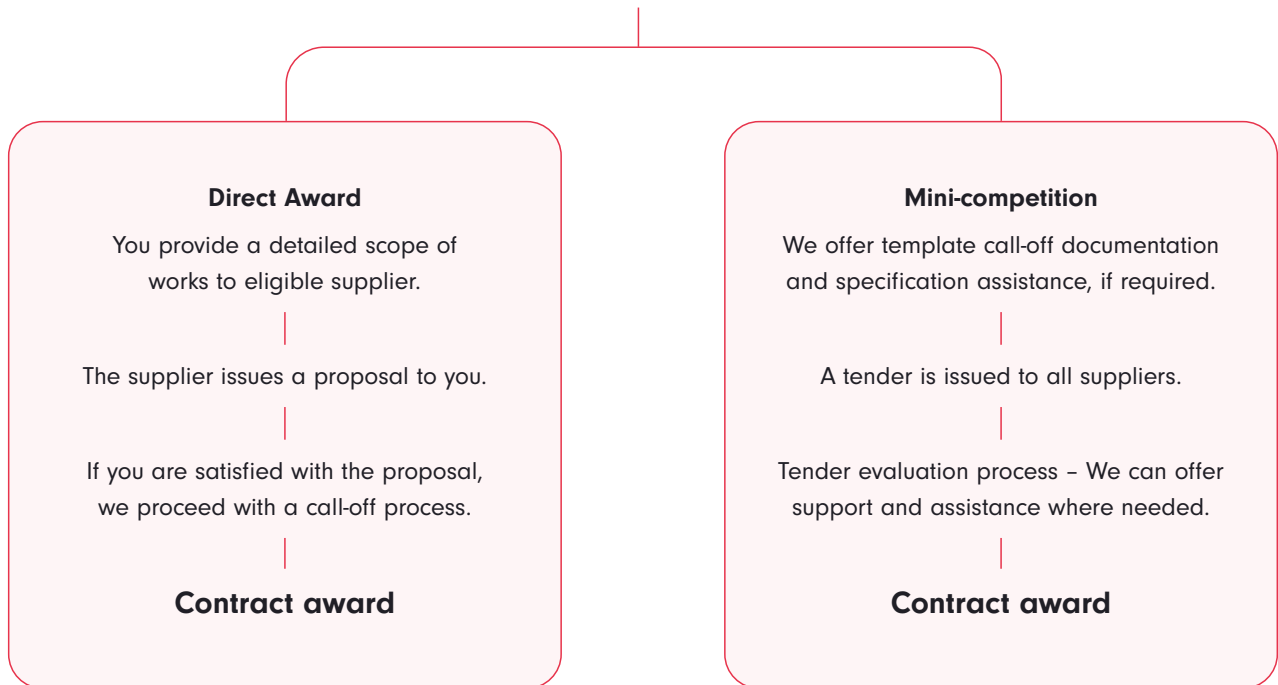 Direct Award
You provide a detailed scope of
works to eligible supplier.
The supplier issues a proposal to you.
If you are satisfied with the proposal,
we proceed with a call-off process.
Contract award
Mini-competition
We offer template call-off documentation
and specification assistance, if required.
A tender is issued to all suppliers.
Tender evaluation process – We can offer
support and assistance where needed.
Contract award